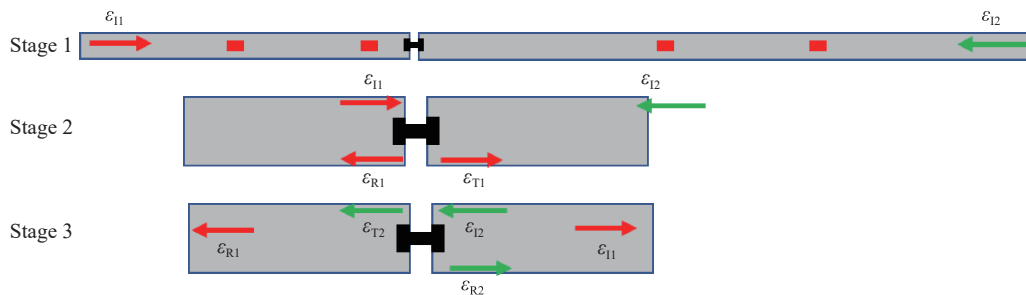 ε_I1 ε_I2
Stage 1
ε_I1 ε_I2
Stage 2
ε_R1 ε_T1
Stage 3
ε_R1 ε_T2 ε_I2 ε_I1
ε_R2